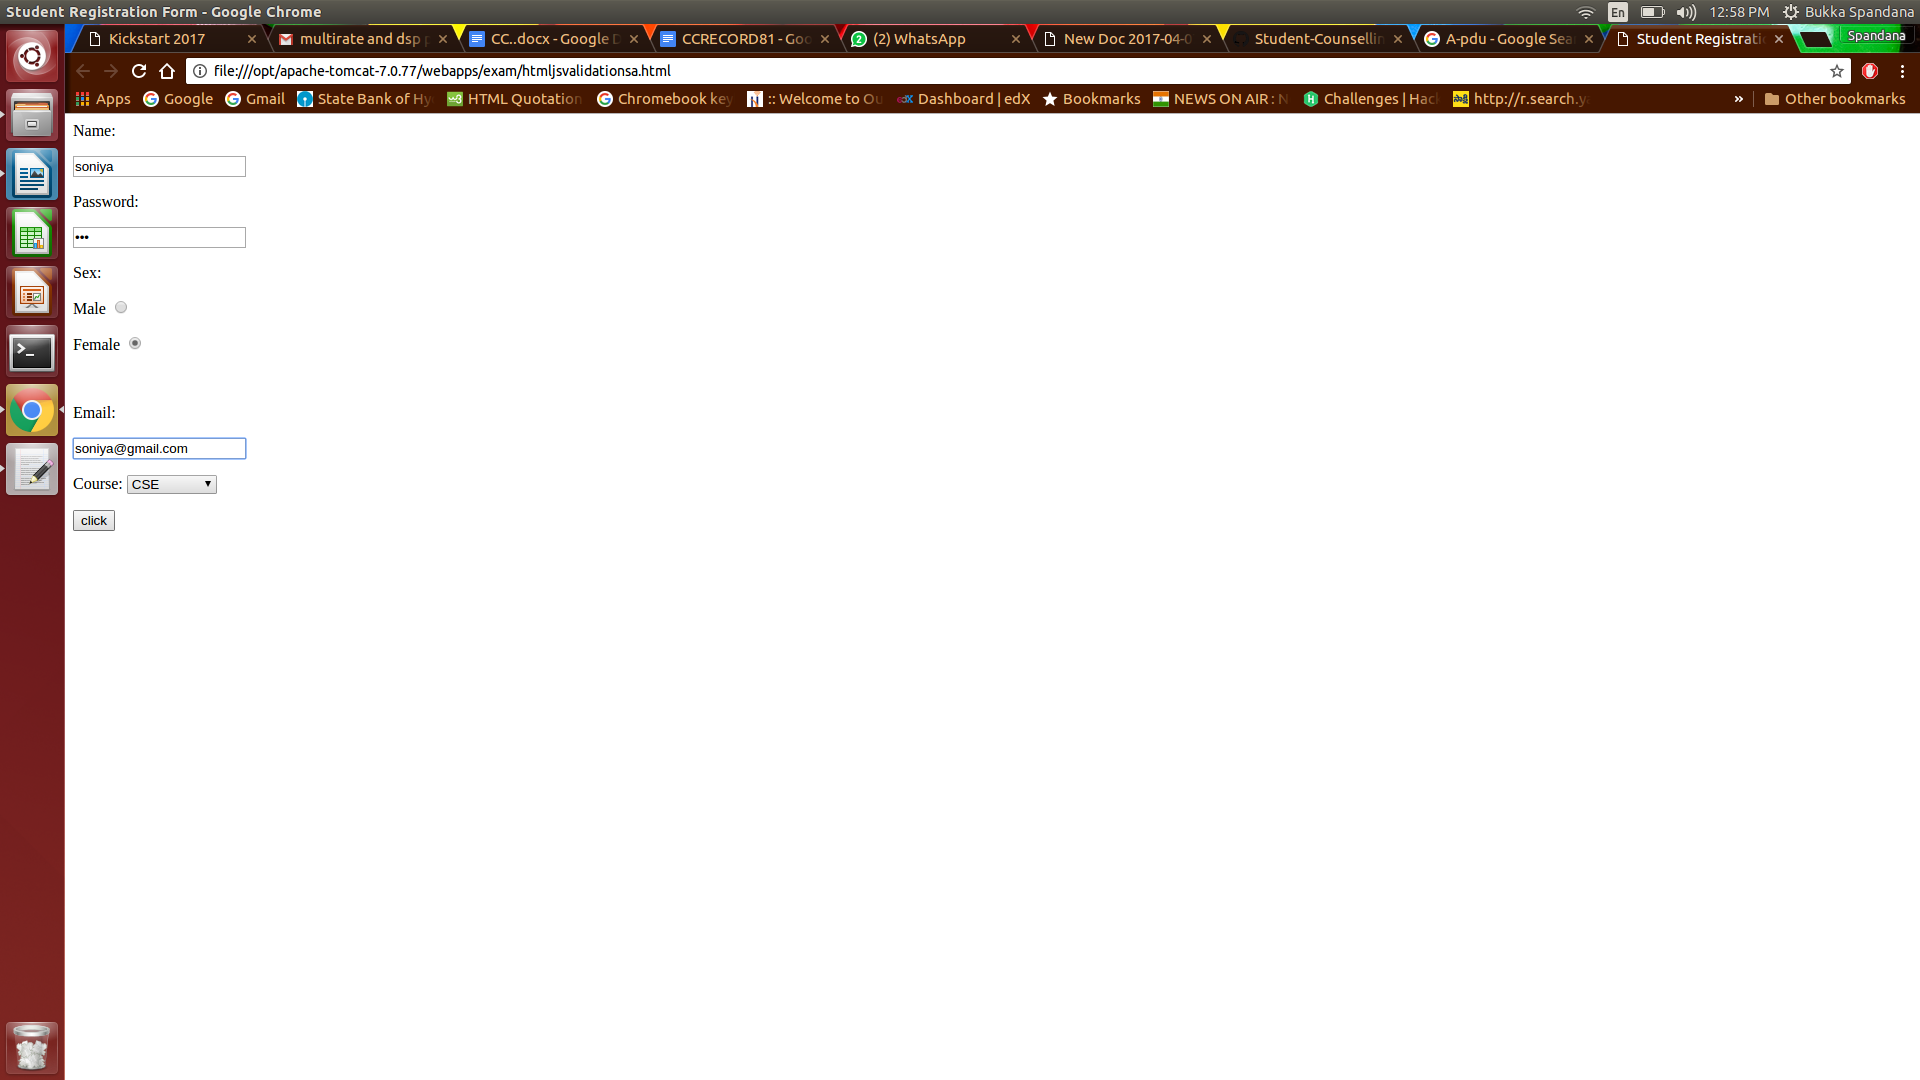 Student Registration Form - Google Chrome
En
12:58 PM
Bukka Spandana
Kickstart 2017
multirate and dsp p
CC..docx - Google D
CCRECORD81 - Goo
(2) WhatsApp
New Doc 2017-04-0
Student-Counsellin
A-pdu - Google Sea
Student Registrati
Spandana
file:///opt/apache-tomcat-7.0.77/webapps/exam/htmljsvalidationsa.html
Apps
Google
Gmail
State Bank of Hy
HTML Quotation
Chromebook key
:: Welcome to Ou
Dashboard | edX
Bookmarks
NEWS ON AIR : N
Challenges | Hac
http://r.search.y
»
Other bookmarks
Name:
soniya
Password:
•••
Sex:
Male
Female
Email:
soniya@gmail.com
Course: CSE
click